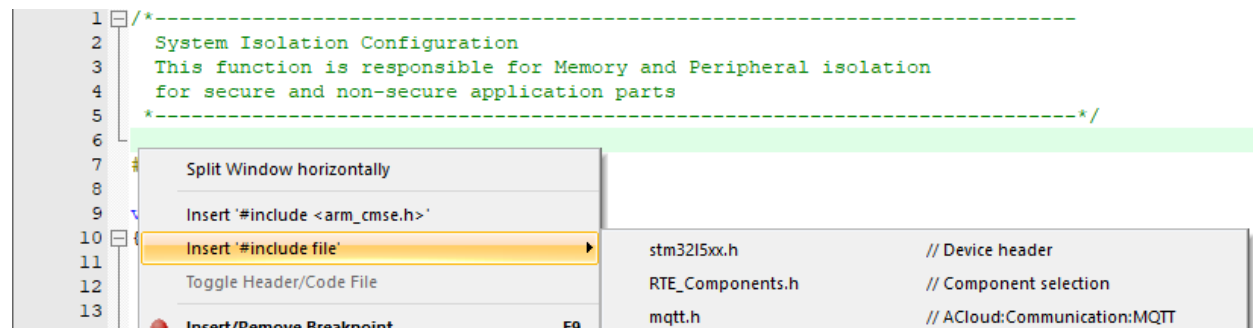 1 /*----------------------------------------------------------------------------
2 System Isolation Configuration
3 This function is responsible for Memory and Peripheral isolation
4 for secure and non-secure application parts
5 *----------------------------------------------------------------------------*/
6
7 #
8 Split Window horizontally
9 v
Insert '#include <arm_cmse.h>'
10 {
Insert '#include file'
stm32l5xx.h // Device header
11
12 Toggle Header/Code File
RTE_Components.h // Component selection
13
Insert/Remove Breakpoint F9
mqtt.h // ACloud:Communication:MQTT